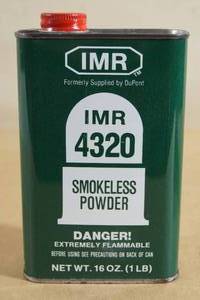 IMR™
Formerly Supplied by DuPont
IMR
4320
SMOKELESS
POWDER
DANGER!
EXTREMELY FLAMMABLE
BEFORE USING SEE PRECAUTIONS ON BACK OF CAN
NET WT. 16 OZ. (1 LB)